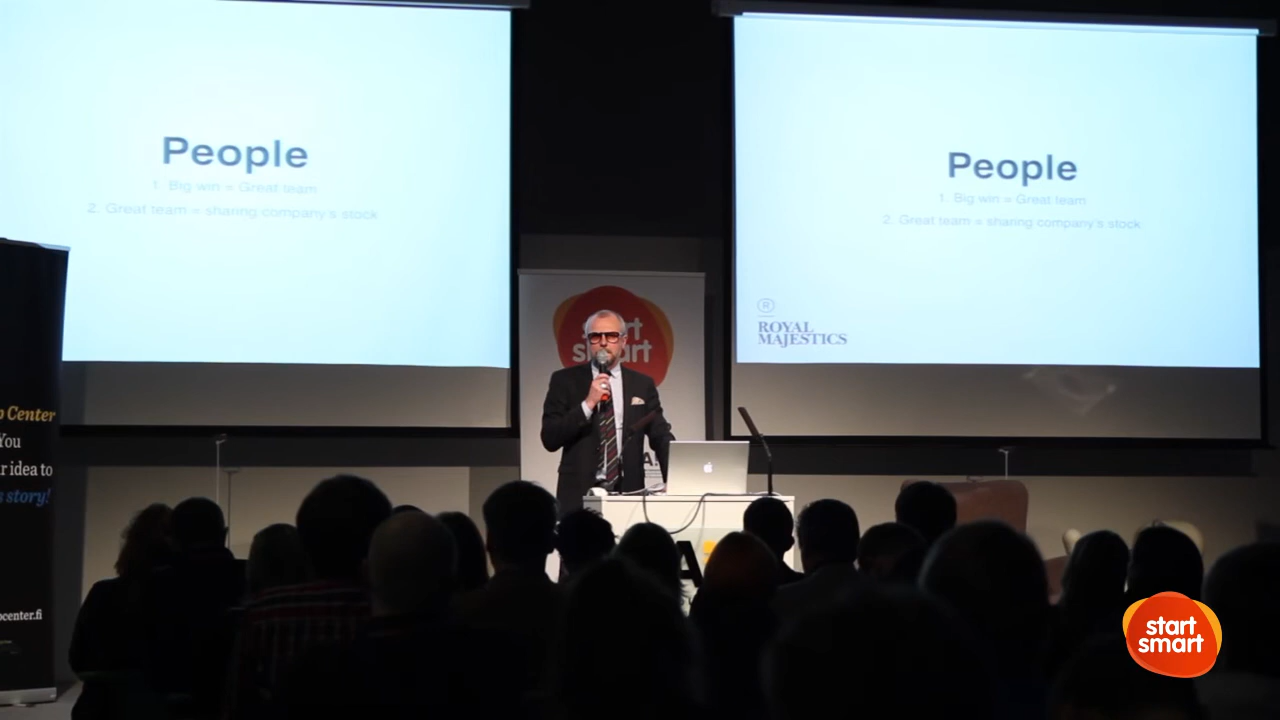 People
1. Big win = Great team
2. Great team = sharing company's stock
People
1. Big win = Great team
2. Great team = sharing company's stock
R
ROYAL
MAJESTICS
start
smart
Center
You
idea to
story!
center.fi
A
start
smart